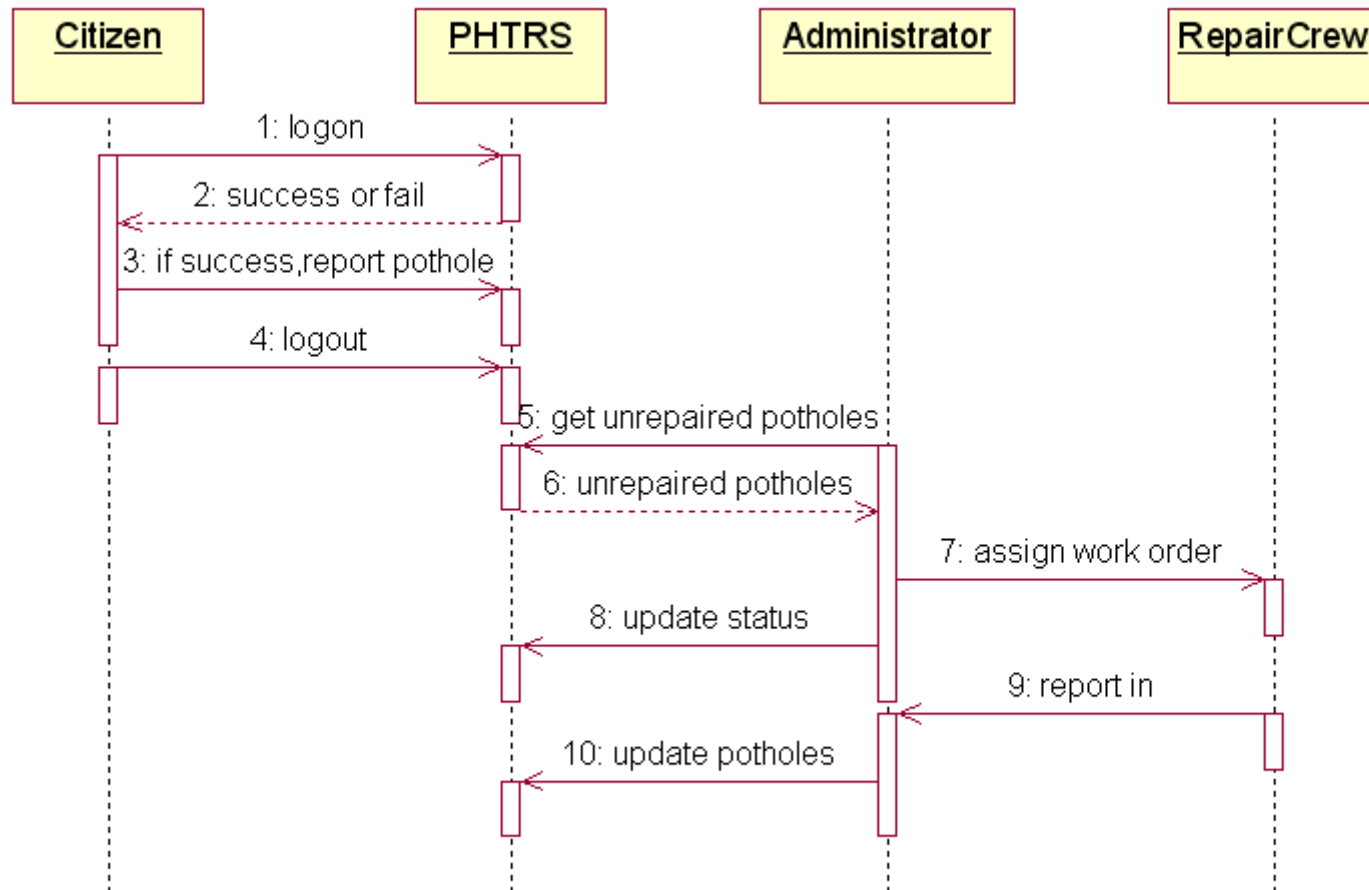 Citizen
PHTRS
Administrator
RepairCrew
1: logon
2: success or fail
3: if success,report pothole
4: logout
5: get unrepaired potholes
6: unrepaired potholes
7: assign work order
8: update status
9: report in
10: update potholes